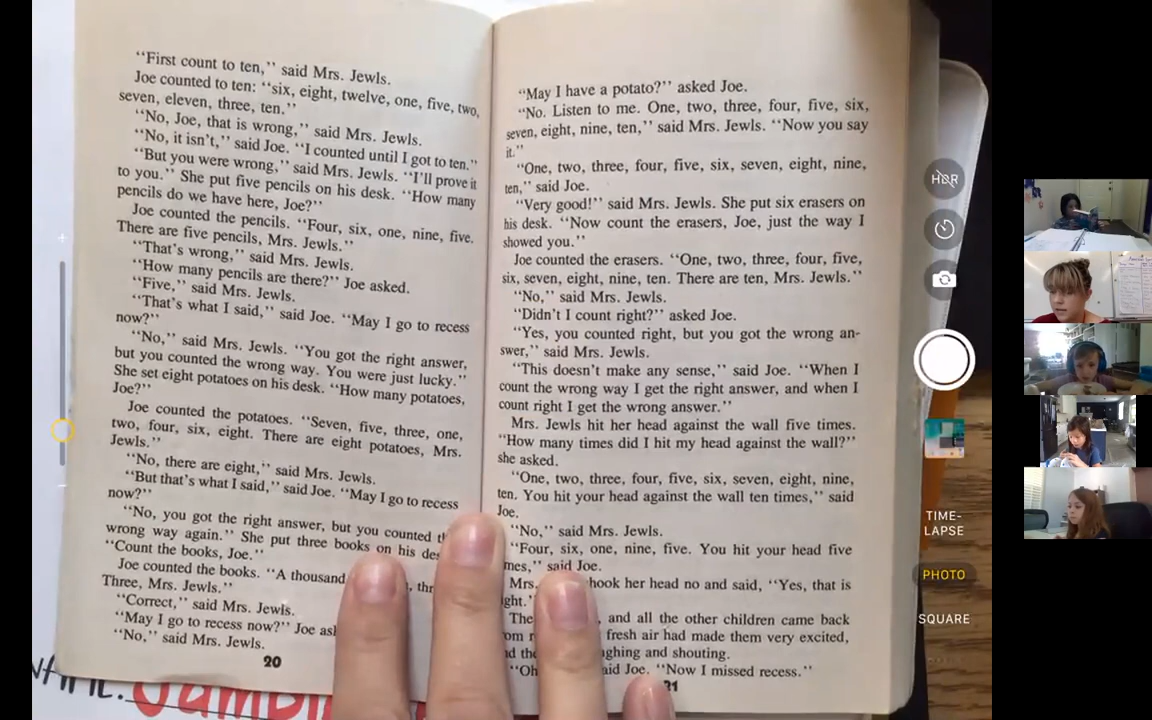 “First count to ten,” said Mrs. Jewls.
Joe counted to ten: “six, eight, twelve, one, five, two,
seven, eleven, three, ten.”
“No, Joe, that is wrong,” said Mrs. Jewls.
“No, it isn’t,” said Joe. “I counted until I got to ten.”
“But you were wrong,” said Mrs. Jewls. “I’ll prove it
to you.” She put five pencils on his desk. “How many
pencils do we have here, Joe?”
Joe counted the pencils. “Four, six, one, nine, five.
There are five pencils, Mrs. Jewls.”
“That’s wrong,” said Mrs. Jewls.
“How many pencils are there?” Joe asked.
“Five,” said Mrs. Jewls.
“That’s what I said,” said Joe. “May I go to recess
now?”
“No,” said Mrs. Jewls. “You got the right answer,
but you counted the wrong way. You were just lucky.”
She set eight potatoes on his desk. “How many potatoes,
Joe?”
Joe counted the potatoes. “Seven, five, three, one,
two, four, six, eight. There are eight potatoes, Mrs.
Jewls.”
“No, there are eight,” said Mrs. Jewls.
“But that’s what I said,” said Joe. “May I go to recess
now?”
“No, you got the right answer, but you counted
wrong way again.” She put three books on his
“Count the books, Joe.”
Joe counted the books. “A thousand
Three, Mrs. Jewls.”
“Correct,” said Mrs. Jewls.
“May I go to recess now?” Joe
“No,” said Mrs. Jewls.
20
“May I have a potato?” asked Joe.
“No. Listen to me. One, two, three, four, five, six,
seven, eight, nine, ten,” said Mrs. Jewls. “Now you say
it.”
“One, two, three, four, five, six, seven, eight, nine,
ten,” said Joe.
“Very good!” said Mrs. Jewls. She put six erasers on
his desk. “Now count the erasers, Joe, just the way I
showed you.”
Joe counted the erasers. “One, two, three, four, five,
six, seven, eight, nine, ten. There are ten, Mrs. Jewls.”
“No,” said Mrs. Jewls.
“Didn’t I count right?” asked Joe.
“Yes, you counted right, but you got the wrong an-
swer,” said Mrs. Jewls.
“This doesn’t make any sense,” said Joe. “When I
count the wrong way I get the right answer, and when I
count right I get the wrong answer.”
Mrs. Jewls hit her head against the wall five times.
“How many times did I hit my head against the wall?”
she asked.
“One, two, three, four, five, six, seven, eight, nine,
ten. You hit your head against the wall ten times,” said
Joe.
“No,” said Mrs. Jewls.
“Four, six, one, nine, five. You hit your head five
said Joe.
Mrs. her head no and said, “Yes, that is
and all the other children came back
fresh air had made them very excited,
and shouting.
“Oh said Joe. “Now I missed recess.”
21
HDR
TIME-
LAPSE
PHOTO
SQUARE